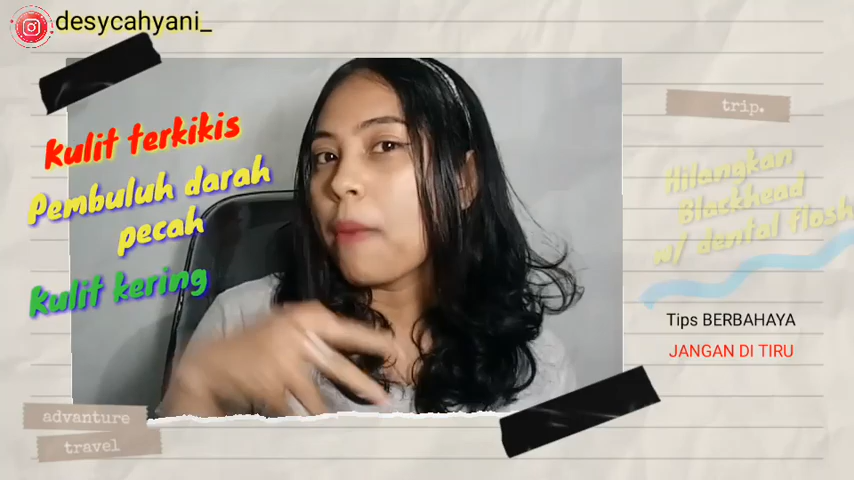 desycahyani_
Kulit terkikis
Pembuluh darah
pecah
Kulit kering
trip.
Hilangkan
Blackhead
w/ dental flosh
Tips BERBAHAYA
JANGAN DI TIRU
advanture
travel